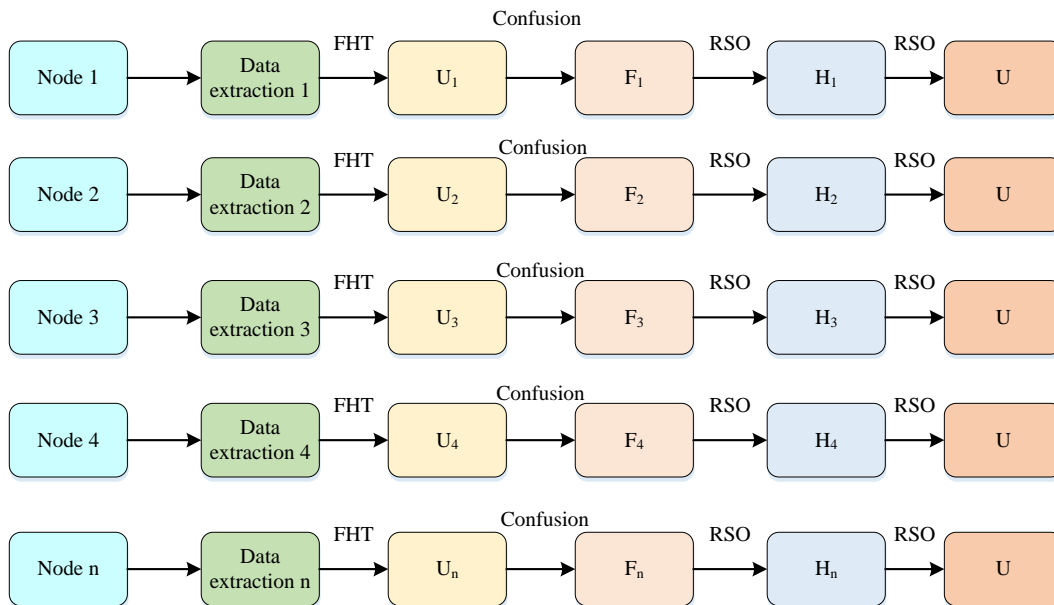 Confusion
FHT
RSO
RSO
Node 1
Data
extraction 1
U₁
F₁
H₁
U
Confusion
FHT
RSO
RSO
Node 2
Data
extraction 2
U₂
F₂
H₂
U
Confusion
FHT
RSO
RSO
Node 3
Data
extraction 3
U₃
F₃
H₃
U
Confusion
FHT
RSO
RSO
Node 4
Data
extraction 4
U₄
F₄
H₄
U
Confusion
FHT
RSO
RSO
Node n
Data
extraction n
Uₙ
Fₙ
Hₙ
U